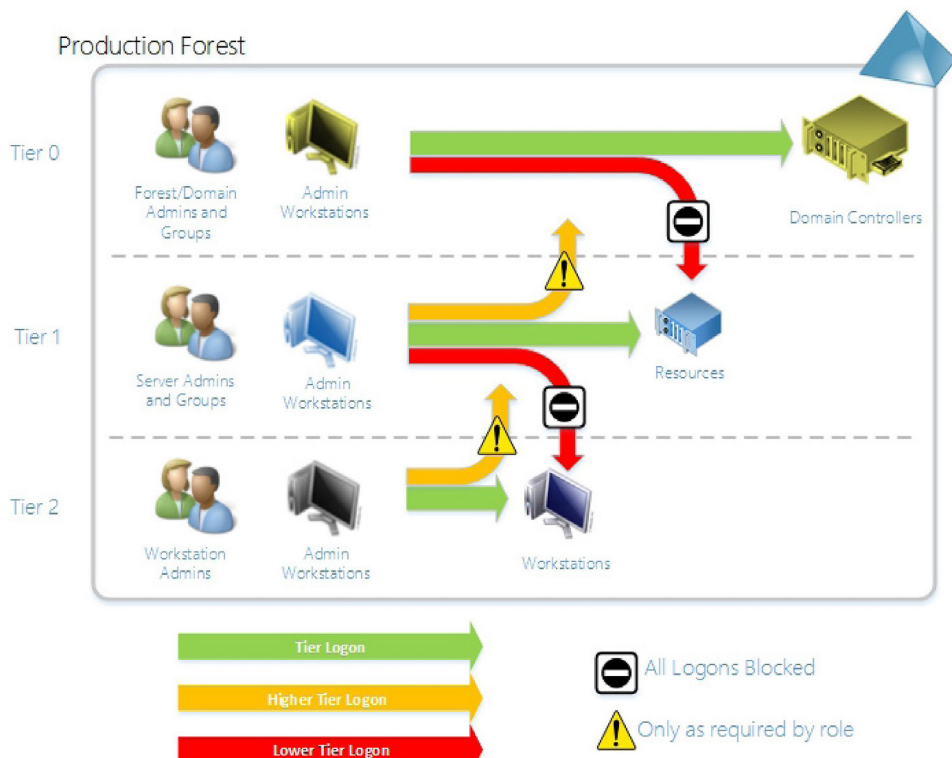 Production Forest
Tier 0
Forest/Domain
Admins and
Groups
Admin
Workstations
Domain Controllers
Tier 1
Server Admins
and Groups
Admin
Workstations
Resources
Tier 2
Workstation
Admins
Admin
Workstations
Workstations
Tier Logon
Higher Tier Logon
Lower Tier Logon
All Logons Blocked
Only as required by role